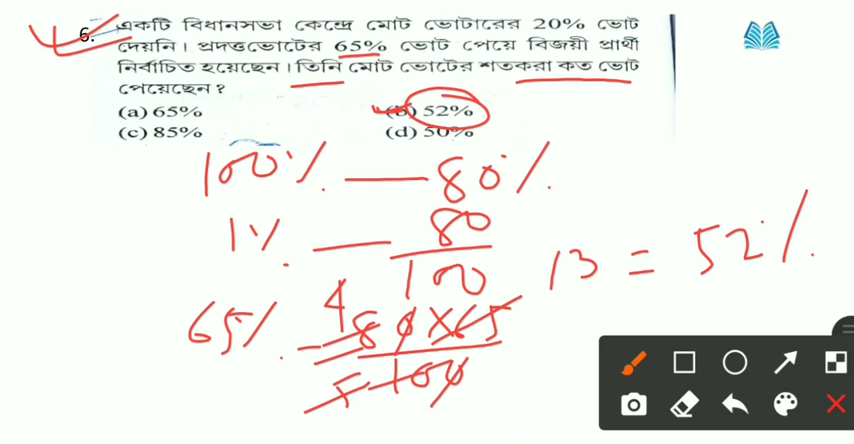 6. একটি বিধানসভা কেন্দ্রে মোট ভোটারের 20% ভোট
দেয়নি। প্রদত্তভোটের 65% ভোট পেয়ে বিজয়ী প্রার্থী
নির্বাচিত হয়েছেন। তিনি মোট ভোটের শতকরা কত ভোট
পেয়েছেন?
(a) 65% (b) 52%
(c) 85% (d) 50%
100% — 80%
1% — 80
100
13 = 52%
65% — 4 80 × 65
5 100